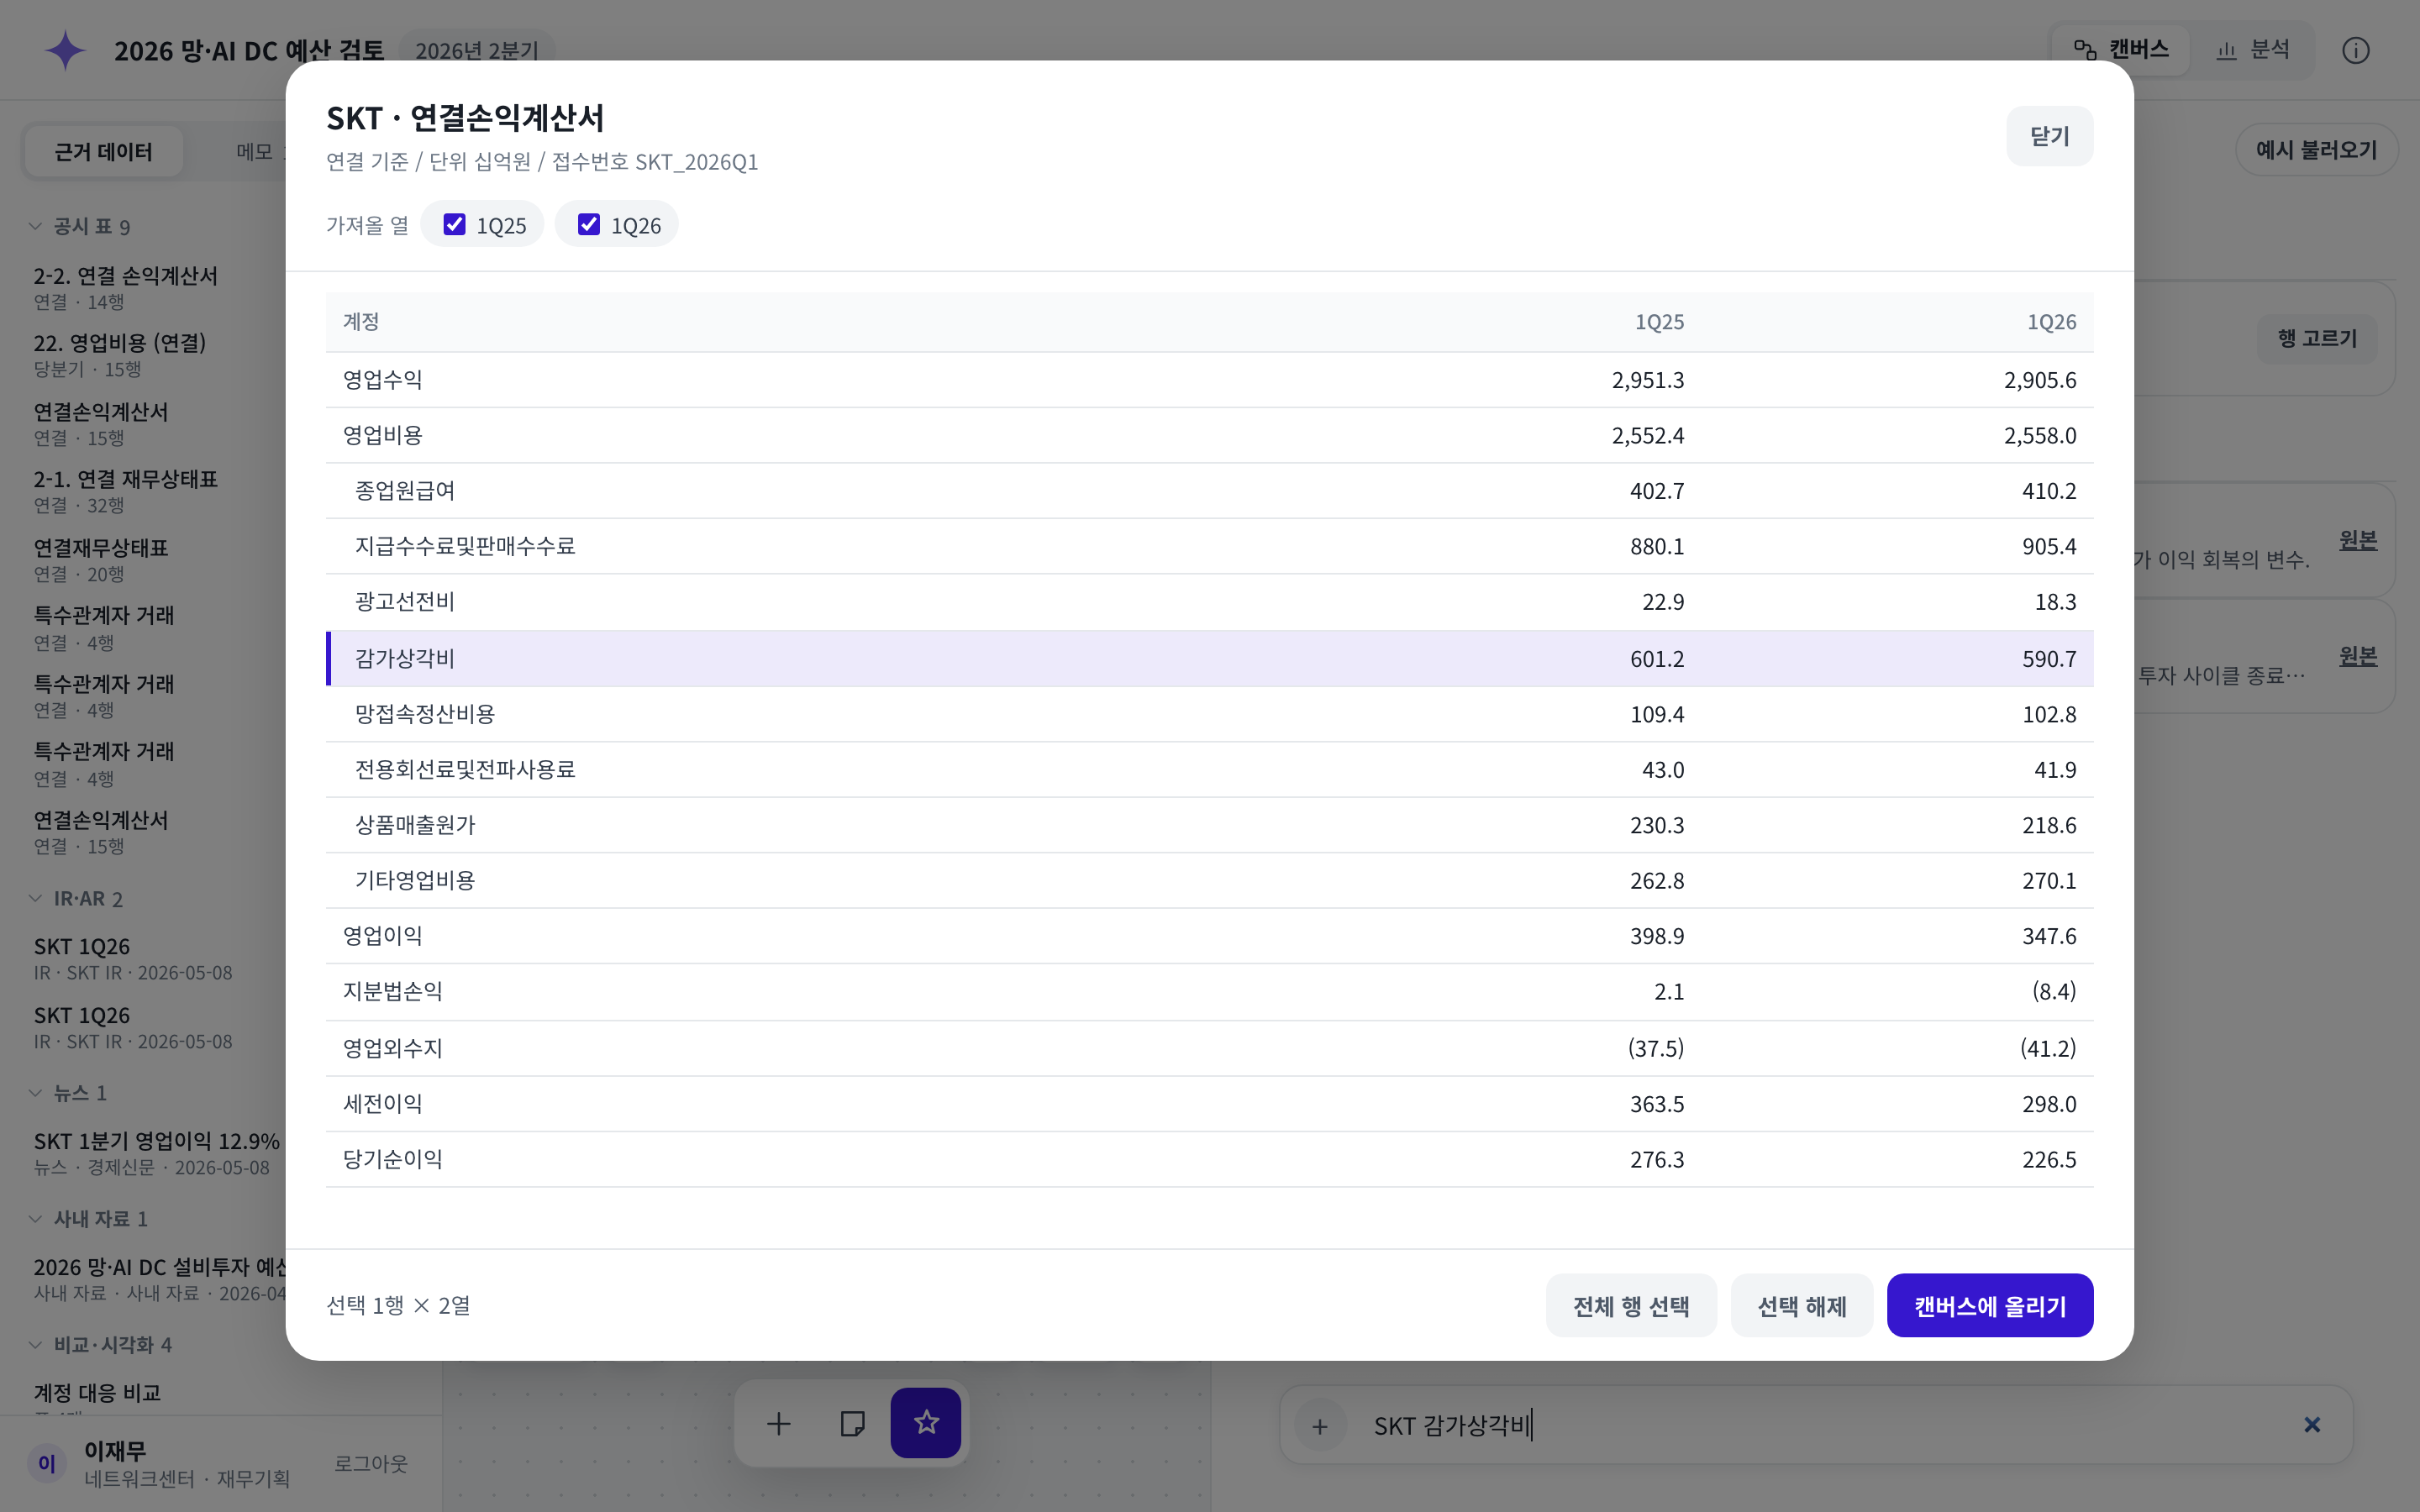 2026 망·AI DC 예산 검토 2026년 2분기
캔버스 분석
근거 데이터 메모
예시 불러오기
공시 표 9
2-2. 연결 손익계산서
연결 · 14행
22. 영업비용 (연결)
당분기 · 15행
연결손익계산서
연결 · 15행
2-1. 연결 재무상태표
연결 · 32행
연결재무상태표
연결 · 20행
특수관계자 거래
연결 · 4행
특수관계자 거래
연결 · 4행
특수관계자 거래
연결 · 4행
연결손익계산서
연결 · 15행
IR·AR 2
SKT 1Q26
IR · SKT IR · 2026-05-08
SKT 1Q26
IR · SKT IR · 2026-05-08
뉴스 1
SKT 1분기 영업이익 12.9%
뉴스 · 경제신문 · 2026-05-08
사내 자료 1
2026 망·AI DC 설비투자
사내 자료 · 사내 자료 · 2026-04
비교·시각화 4
계정 대응 비교
이 이재무
네트워크센터 · 재무기획
로그아웃
SKT · 연결손익계산서
연결 기준 / 단위 십억원 / 접수번호 SKT_2026Q1
닫기
가져올 열 1Q25 1Q26
계정 1Q25 1Q26
영업수익 2,951.3 2,905.6
영업비용 2,552.4 2,558.0
종업원급여 402.7 410.2
지급수수료및판매수수료 880.1 905.4
광고선전비 22.9 18.3
감가상각비 601.2 590.7
망접속정산비용 109.4 102.8
전용회선료및전파사용료 43.0 41.9
상품매출원가 230.3 218.6
기타영업비용 262.8 270.1
영업이익 398.9 347.6
지분법손익 2.1 (8.4)
영업외수지 (37.5) (41.2)
세전이익 363.5 298.0
당기순이익 276.3 226.5
선택 1행 × 2열
전체 행 선택 선택 해제 캔버스에 올리기
행 고르기
원본
가 이익 회복의 변수.
원본
투자 사이클 종료…
SKT 감가상각비